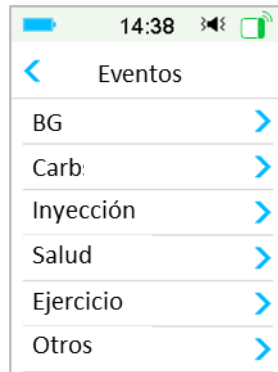 14:38
Eventos
BG
Carbs
Inyección
Salud
Ejercicio
Otros